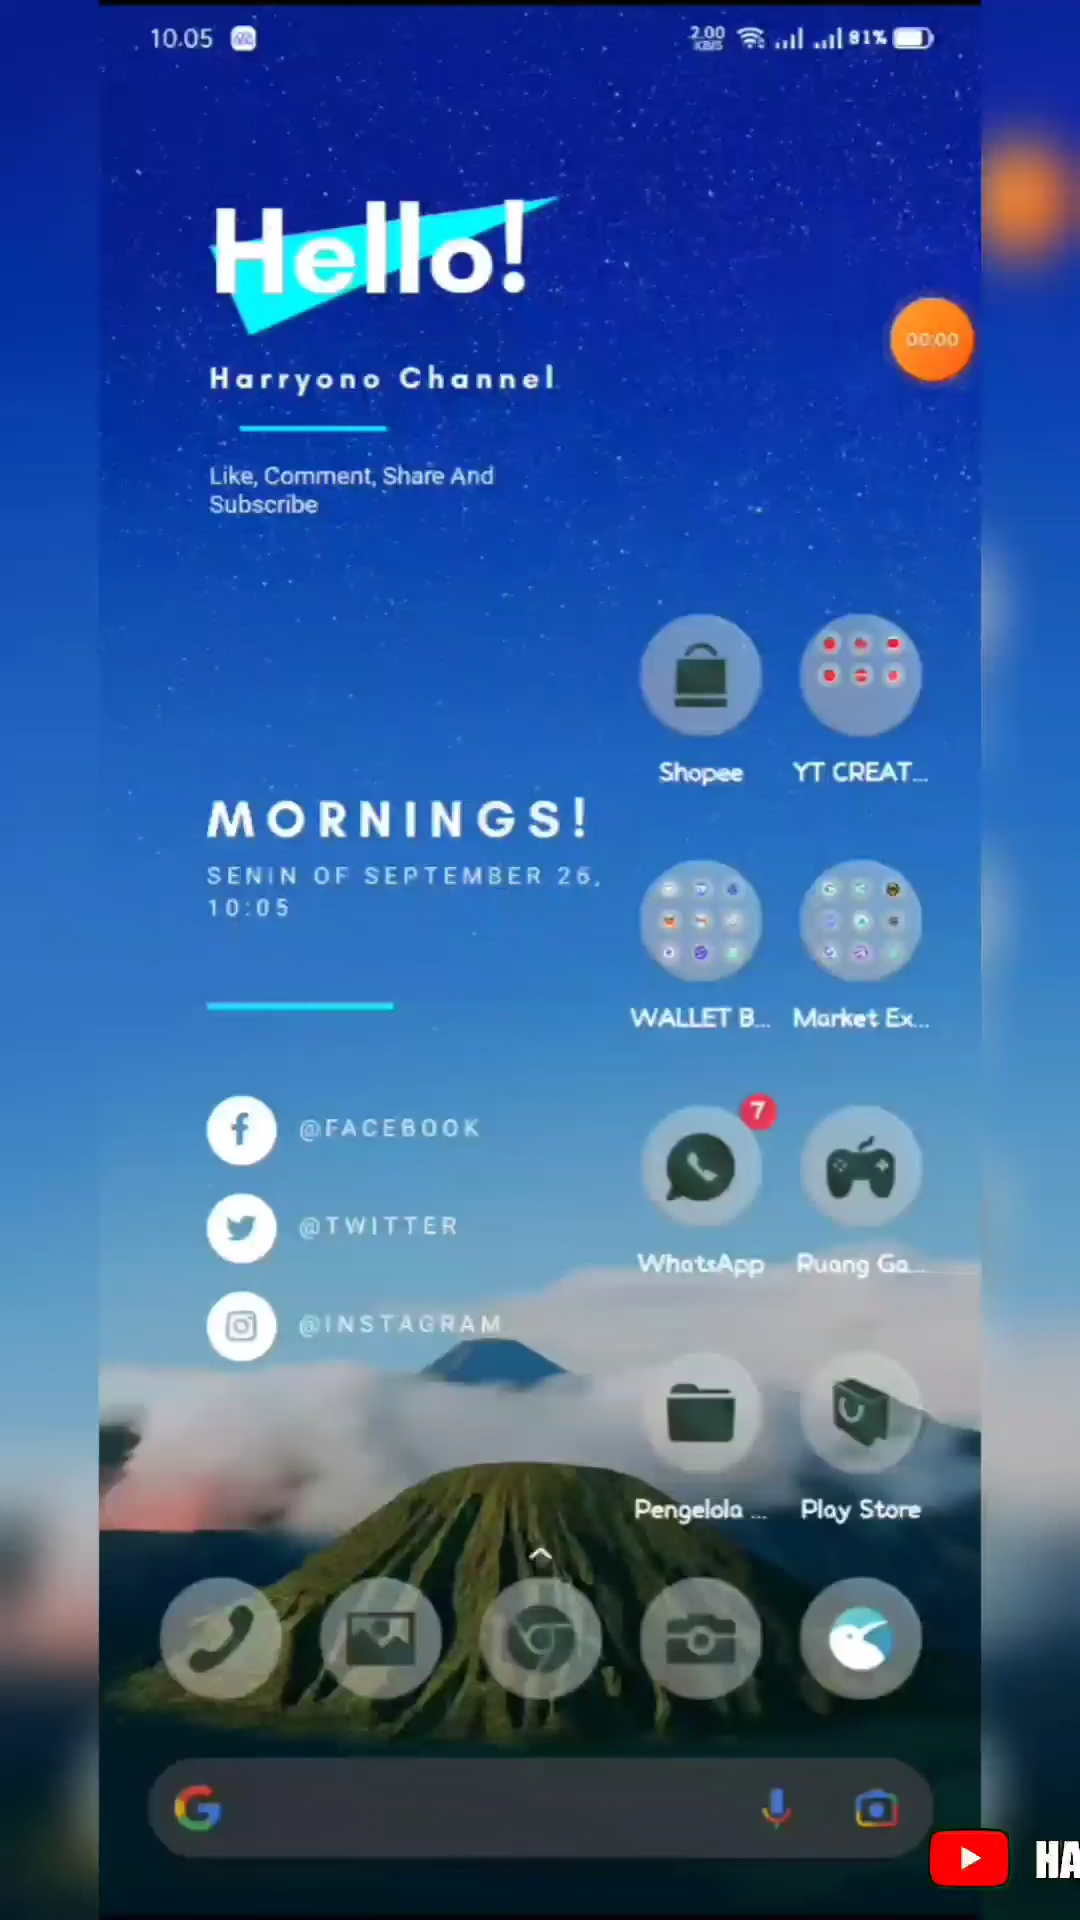 10.05
2.00
KB/S
81%
Hello!
00:00
Harryono Channel
Like, Comment, Share And
Subscribe
Shopee
YT CREAT...
MORNINGS!
SENIN OF SEPTEMBER 26,
10:05
WALLET B...
Market Ex...
@FACEBOOK
7
@TWITTER
WhatsApp
Ruang Ga...
@INSTAGRAM
Pengelola ...
Play Store
HA